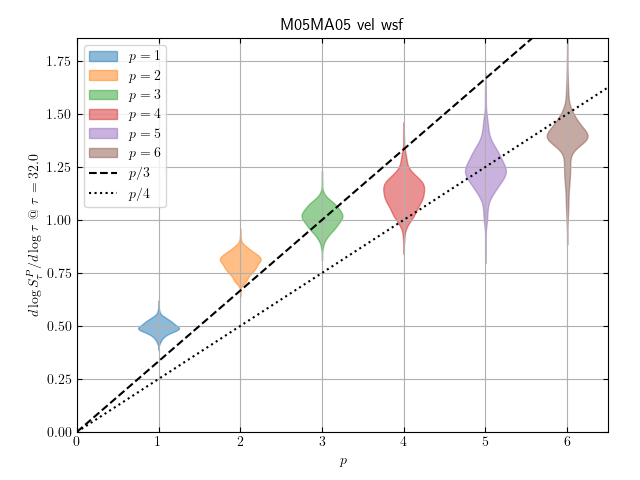 M05MA05 vel wsf
d log S_τ^P / d log τ @ τ = 32.0
1.75
1.50
1.25
1.00
0.75
0.50
0.25
0.00
p = 1
p = 2
p = 3
p = 4
p = 5
p = 6
p/3
p/4
0 1 2 3 4 5 6
p